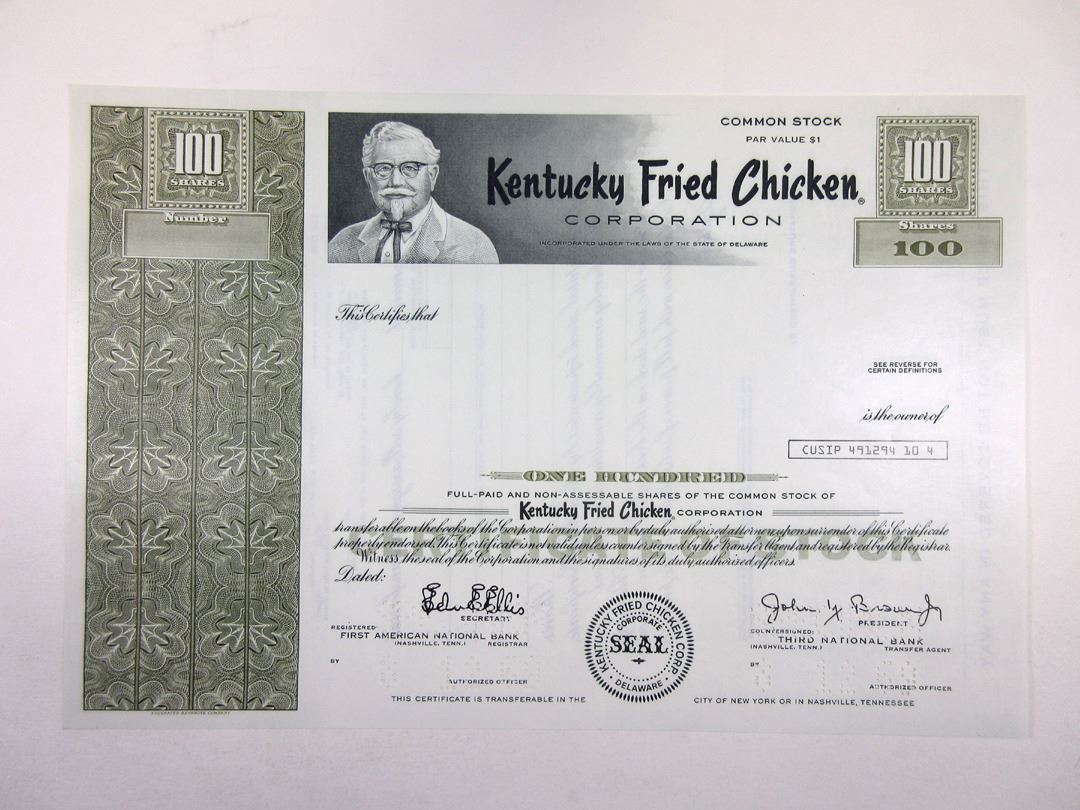 100
SHARES
Number
COMMON STOCK
PAR VALUE $1
Kentucky Fried Chicken®
CORPORATION
INCORPORATED UNDER THE LAWS OF THE STATE OF DELAWARE
100
SHARES
Shares
100
This Certifies that
SEE REVERSE FOR
CERTAIN DEFINITIONS
is the owner of
CUSIP 491294 10 4
ONE HUNDRED
FULL-PAID AND NON-ASSESSABLE SHARES OF THE COMMON STOCK OF
Kentucky Fried Chicken CORPORATION
transferable on the books of the Corporation in person or by duly authorized attorney upon surrender of this Certificate
properly endorsed. This Certificate is not valid unless countersigned by the Transfer Agent and registered by the Registrar.
Witness, the seal of the Corporation and the signatures of its duly authorized officers.
Dated:
SECRETARY
John Y Brown Jr
PRESIDENT
REGISTERED:
FIRST AMERICAN NATIONAL BANK
(NASHVILLE, TENN.) REGISTRAR
BY
AUTHORIZED OFFICER
KENTUCKY FRIED CHICKEN CORP.
CORPORATE
SEAL
DELAWARE
COUNTERSIGNED:
THIRD NATIONAL BANK
(NASHVILLE, TENN.) TRANSFER AGENT
BY
AUTHORIZED OFFICER
THIS CERTIFICATE IS TRANSFERABLE IN THE CITY OF NEW YORK OR IN NASHVILLE, TENNESSEE